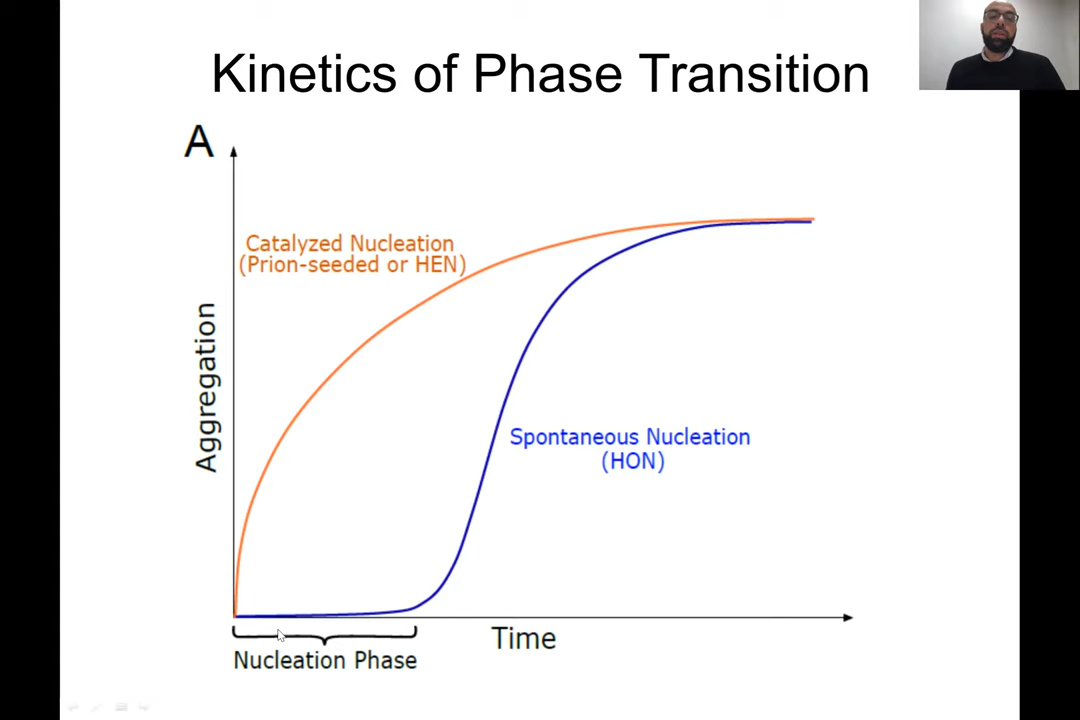 Kinetics of Phase Transition
A
Catalyzed Nucleation
(Prion-seeded or HEN)
Aggregation
Spontaneous Nucleation
(HON)
Time
Nucleation Phase